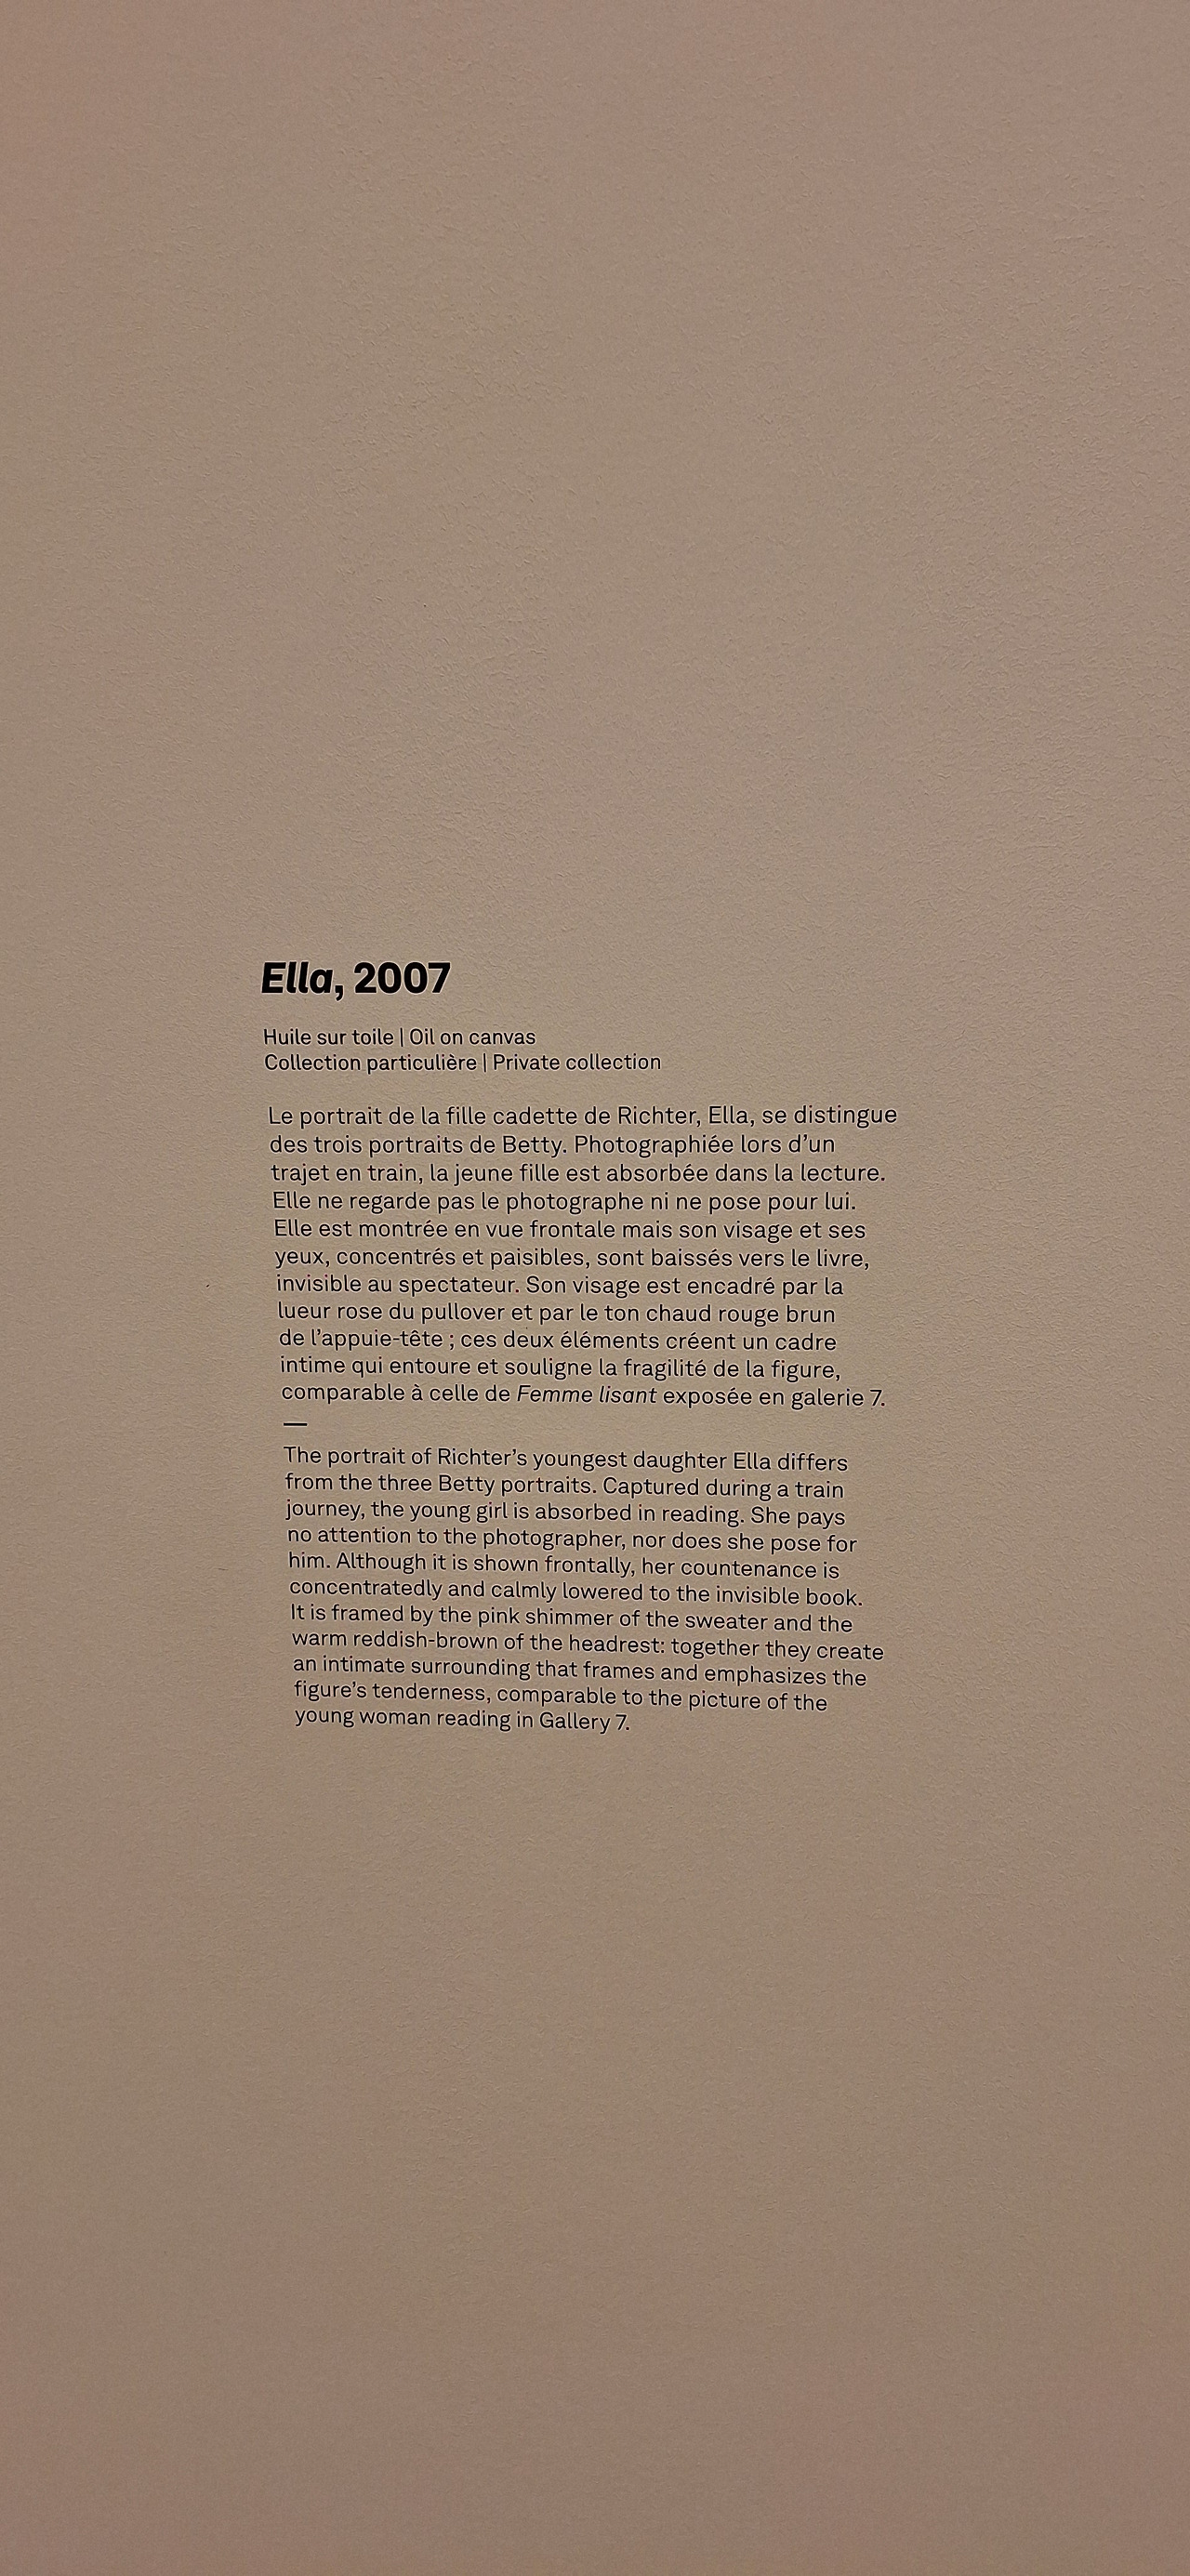 Ella, 2007
Huile sur toile | Oil on canvas
Collection particulière | Private collection
Le portrait de la fille cadette de Richter, Ella, se distingue
des trois portraits de Betty. Photographiée lors d’un
trajet en train, la jeune fille est absorbée dans la lecture.
Elle ne regarde pas le photographe ni ne pose pour lui.
Elle est montrée en vue frontale mais son visage et ses
yeux, concentrés et paisibles, sont baissés vers le livre,
invisible au spectateur. Son visage est encadré par la
lueur rose du pullover et par le ton chaud rouge brun
de l’appuie-tête ; ces deux éléments créent un cadre
intime qui entoure et souligne la fragilité de la figure,
comparable à celle de Femme lisant exposée en galerie 7.
—
The portrait of Richter’s youngest daughter Ella differs
from the three Betty portraits. Captured during a train
journey, the young girl is absorbed in reading. She pays
no attention to the photographer, nor does she pose for
him. Although it is shown frontally, her countenance is
concentratedly and calmly lowered to the invisible book.
It is framed by the pink shimmer of the sweater and the
warm reddish-brown of the headrest: together they create
an intimate surrounding that frames and emphasizes the
figure’s tenderness, comparable to the picture of the
young woman reading in Gallery 7.